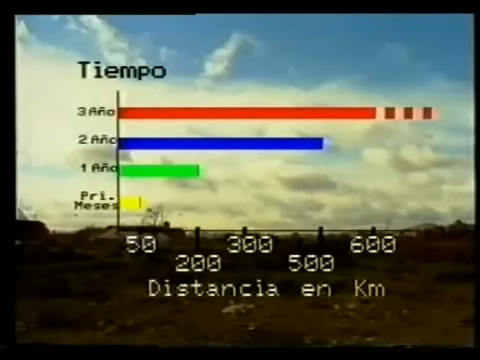 Tiempo
3 Año
2 Año
1 Año
Pri.
Meses
50 300 600
200 500
Distancia en Km